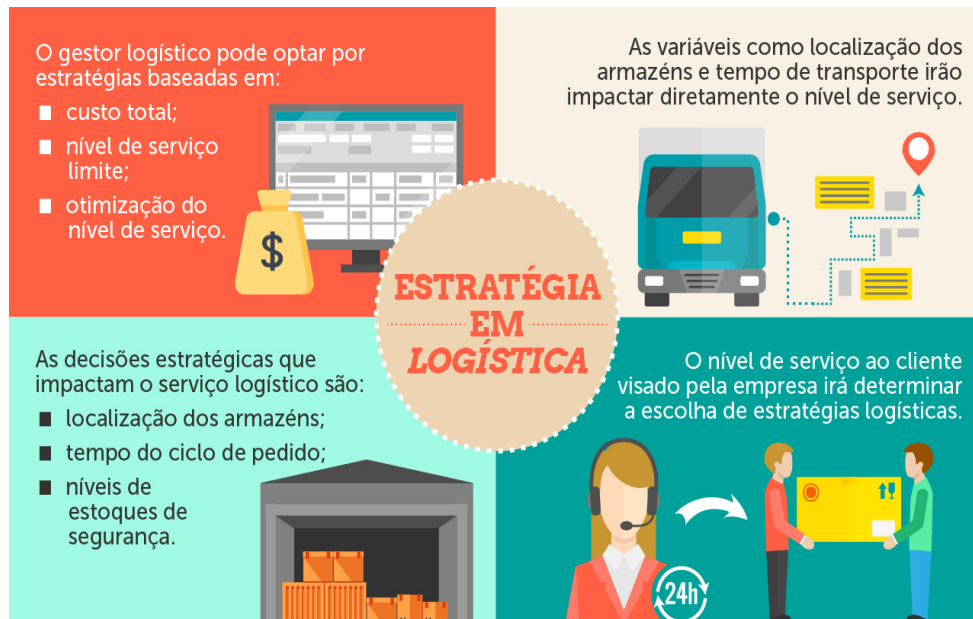 O gestor logístico pode optar por
estratégias baseadas em:
custo total;
nível de serviço
limite;
otimização do
nível de serviço.
$
As variáveis como localização dos
armazéns e tempo de transporte irão
impactar diretamente o nível de serviço.
ESTRATÉGIA
EM
LOGÍSTICA
As decisões estratégicas que
impactam o serviço logístico são:
localização dos armazéns;
tempo do ciclo de pedido;
níveis de
estoques de
segurança.
O nível de serviço ao cliente
visado pela empresa irá determinar
a escolha de estratégias logísticas.
24h